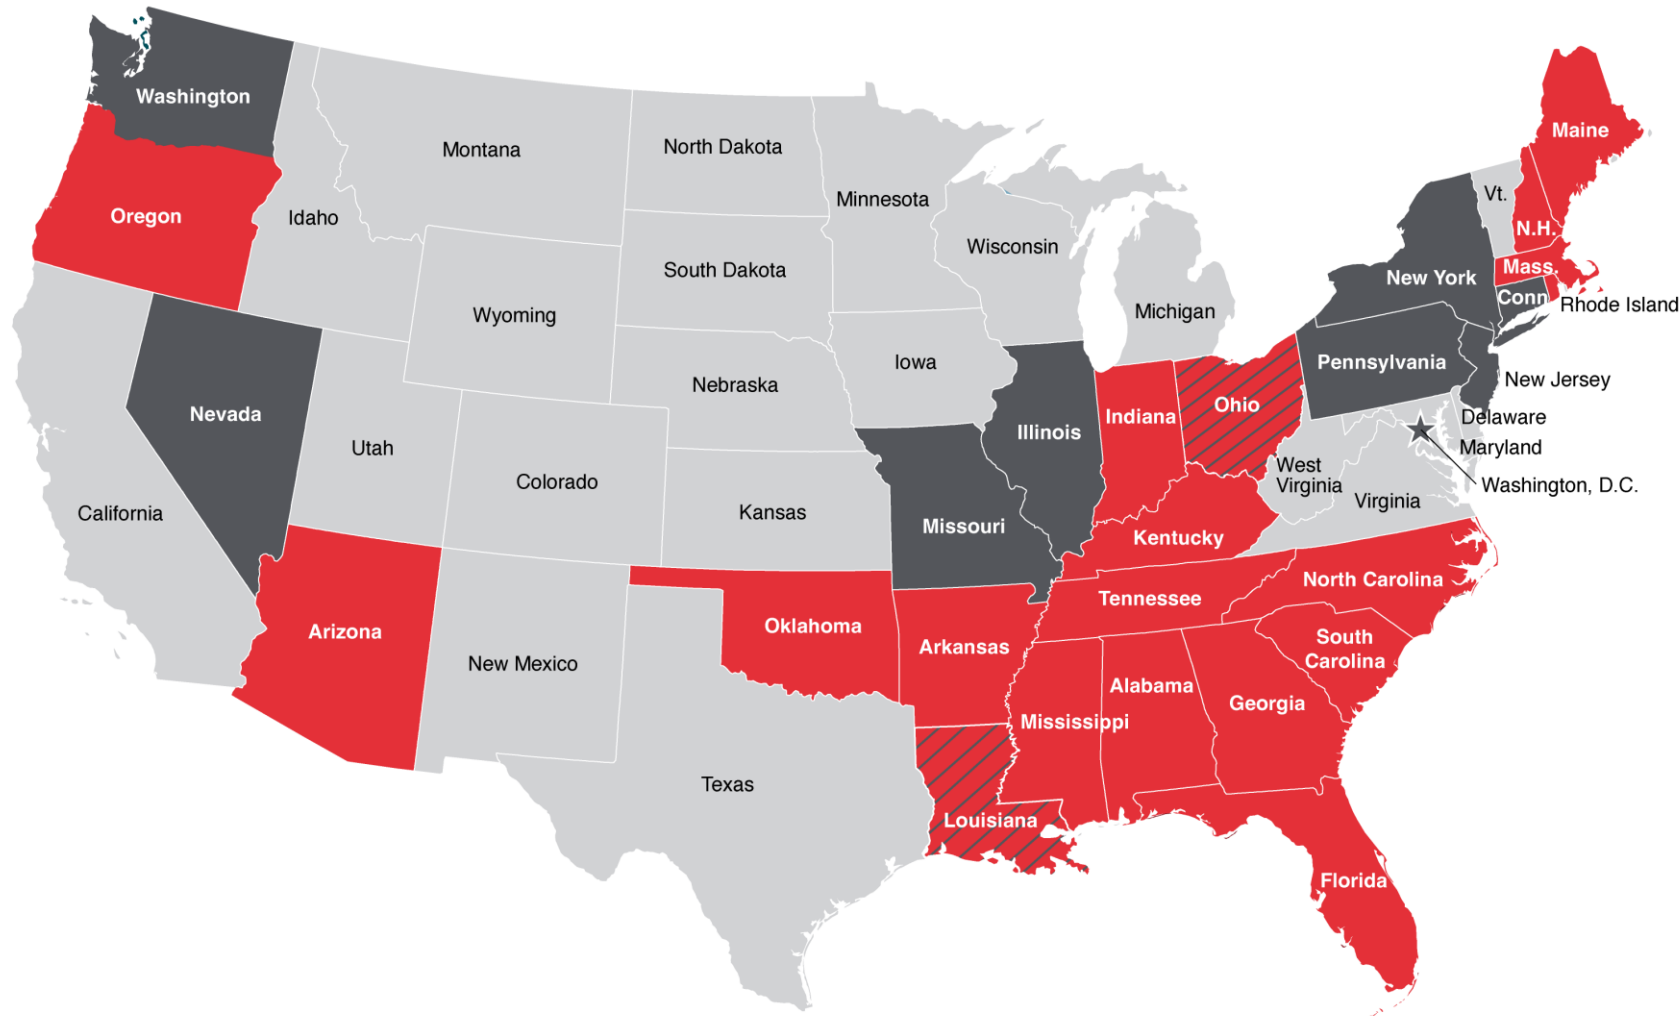 Washington
Montana
North Dakota
Minnesota
Maine
Oregon
Idaho
Vt.
N.H.
Wisconsin
South Dakota
Mass.
New York
Conn
Rhode Island
Wyoming
Michigan
Iowa
Pennsylvania
New Jersey
Nebraska
Nevada
Indiana
Ohio
Delaware
Illinois
Maryland
Utah
Colorado
West
Virginia
Washington, D.C.
Virginia
California
Kansas
Missouri
Kentucky
North Carolina
Tennessee
Arizona
Oklahoma
Arkansas
South
Carolina
New Mexico
Alabama
Georgia
Mississippi
Texas
Louisiana
Florida